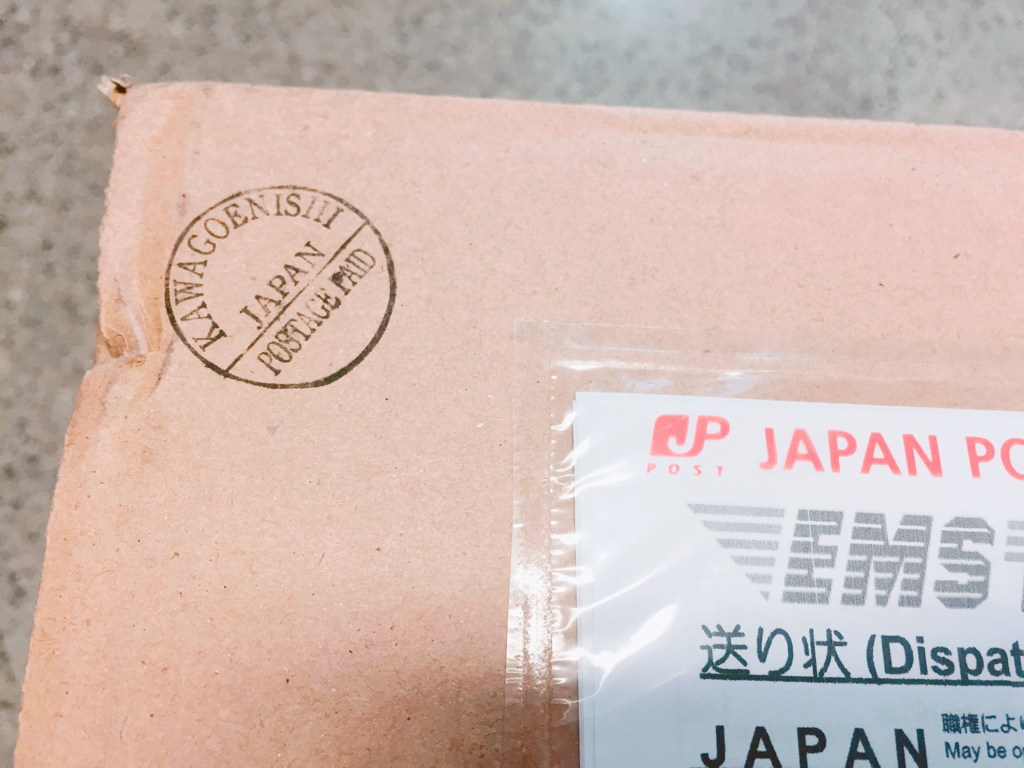 KAWAGOENISHI
JAPAN
POSTAGE PAID
JP
POST
JAPAN PO
EMS
送り状 (Dispat
JAPAN
職権によ
May be o